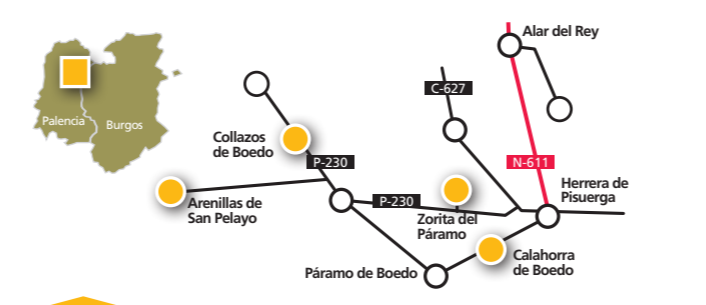 Alar del Rey
C-627
Palencia
Burgos
Collazos
de Boedo
P-230
N-611
Herrera de
Pisuerga
Arenillas de
San Pelayo
P-230
Zorita del
Páramo
Calahorra
de Boedo
Páramo de Boedo